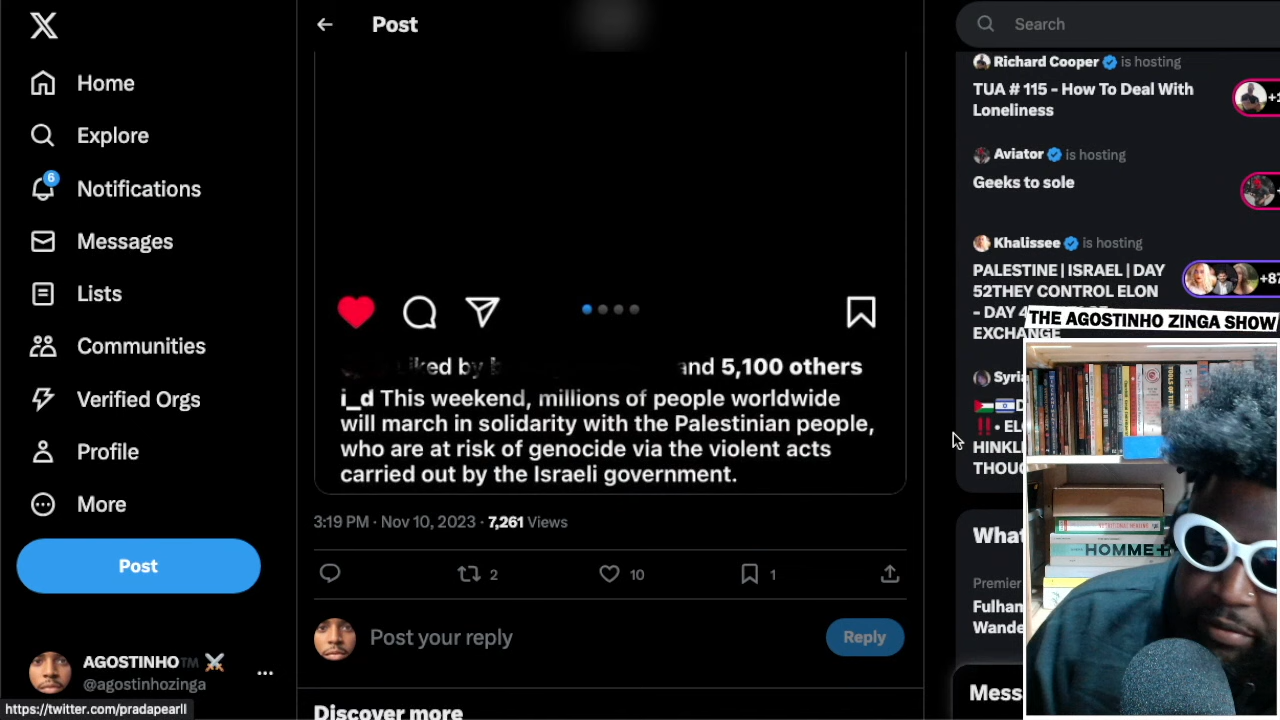 Home
Explore
6
Notifications
Messages
Lists
Communities
Verified Orgs
Profile
More
Post
AGOSTINHO™
@agostinhozinga
https://twitter.com/pradapearll
Post
and 5,100 others
i_d This weekend, millions of people worldwide
will march in solidarity with the Palestinian people,
who are at risk of genocide via the violent acts
carried out by the Israeli government.
3:19 PM · Nov 10, 2023 · 7,261 Views
2
10
1
Post your reply
Reply
Discover more
Search
Richard Cooper is hosting
TUA # 115 - How To Deal With
Loneliness
Aviator is hosting
Geeks to sole
Khalissee is hosting
PALESTINE | ISRAEL | DAY
52THEY CONTROL ELON
- DAY
EXCHANGE
+87
THE AGOSTINHO ZINGA SHOW
HOMME+
Premier